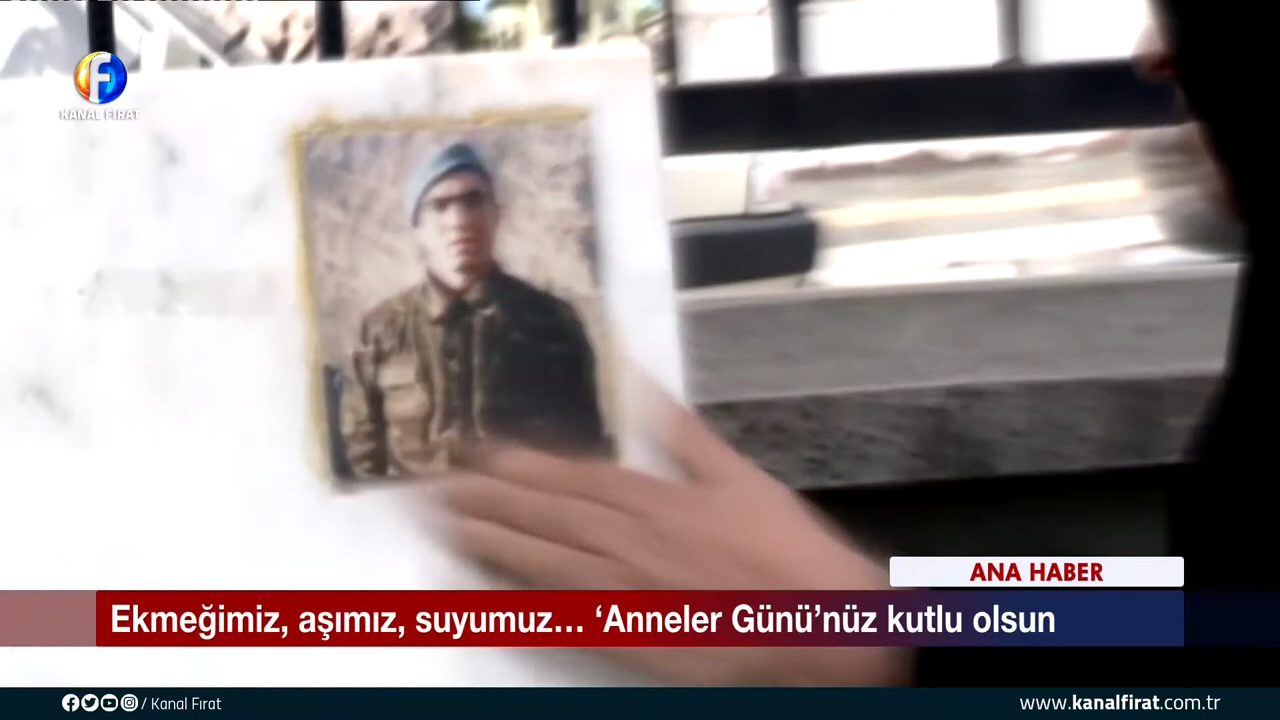 F
KANAL FIRAT
ANA HABER
Ekmeğimiz, aşımız, suyumuz... ‘Anneler Günü’nüz kutlu olsun
/ Kanal Fırat
www.kanalfirat.com.tr